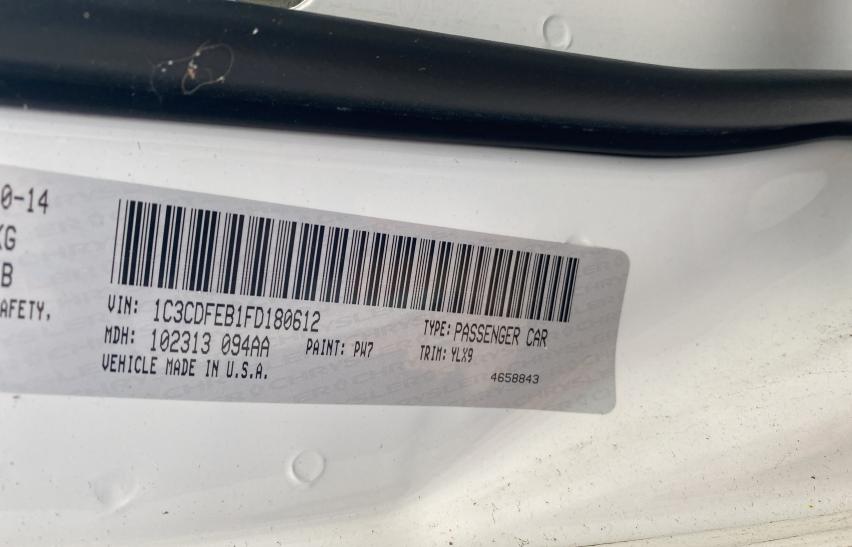 0-14
KG
B
AFETY,
VIN: 1C3CDFEB1FD180612
TYPE: PASSENGER CAR
MDH: 102313 094AA
PAINT: PW7
TRIM: YLX9
VEHICLE MADE IN U.S.A.
4658843